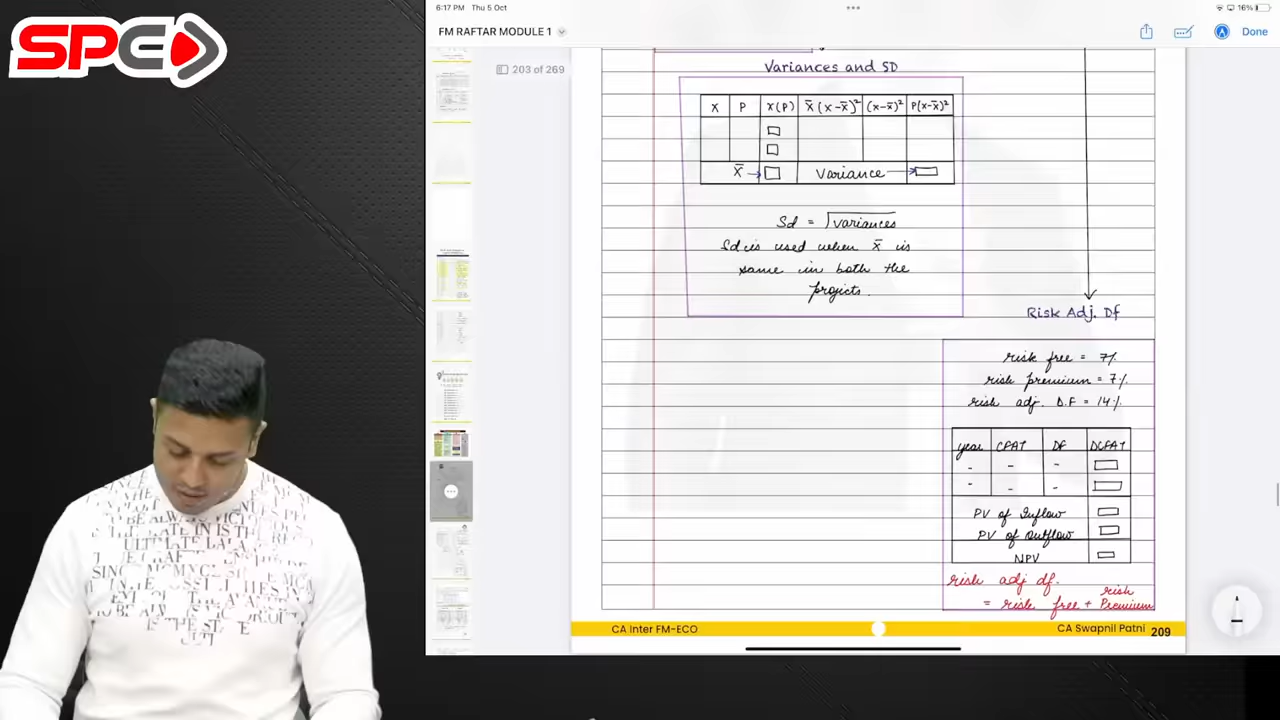 SPE
6:17 PM Thu 5 Oct
16%
FM RAFTAR MODULE 1
Done
203 of 269
Variances and SD
X P X(P) X̄ (X-X̄)² (X-X̄)² P(X-X̄)²
X̄ → Variance →
Sd = √variances
Sd is used when X̄ is
same in both the
projects.
Risk Adj. Df
risk free = 7%
risk premium = 7%.
risk adj DF = 14%.
year CFAT Df DCFAT
- - -
- - -
PV of Inflow
PV of Outflow
NPV
risk adj df.
= risk free + risk Premium
CA Inter FM-ECO
CA Swapnil Patni 209